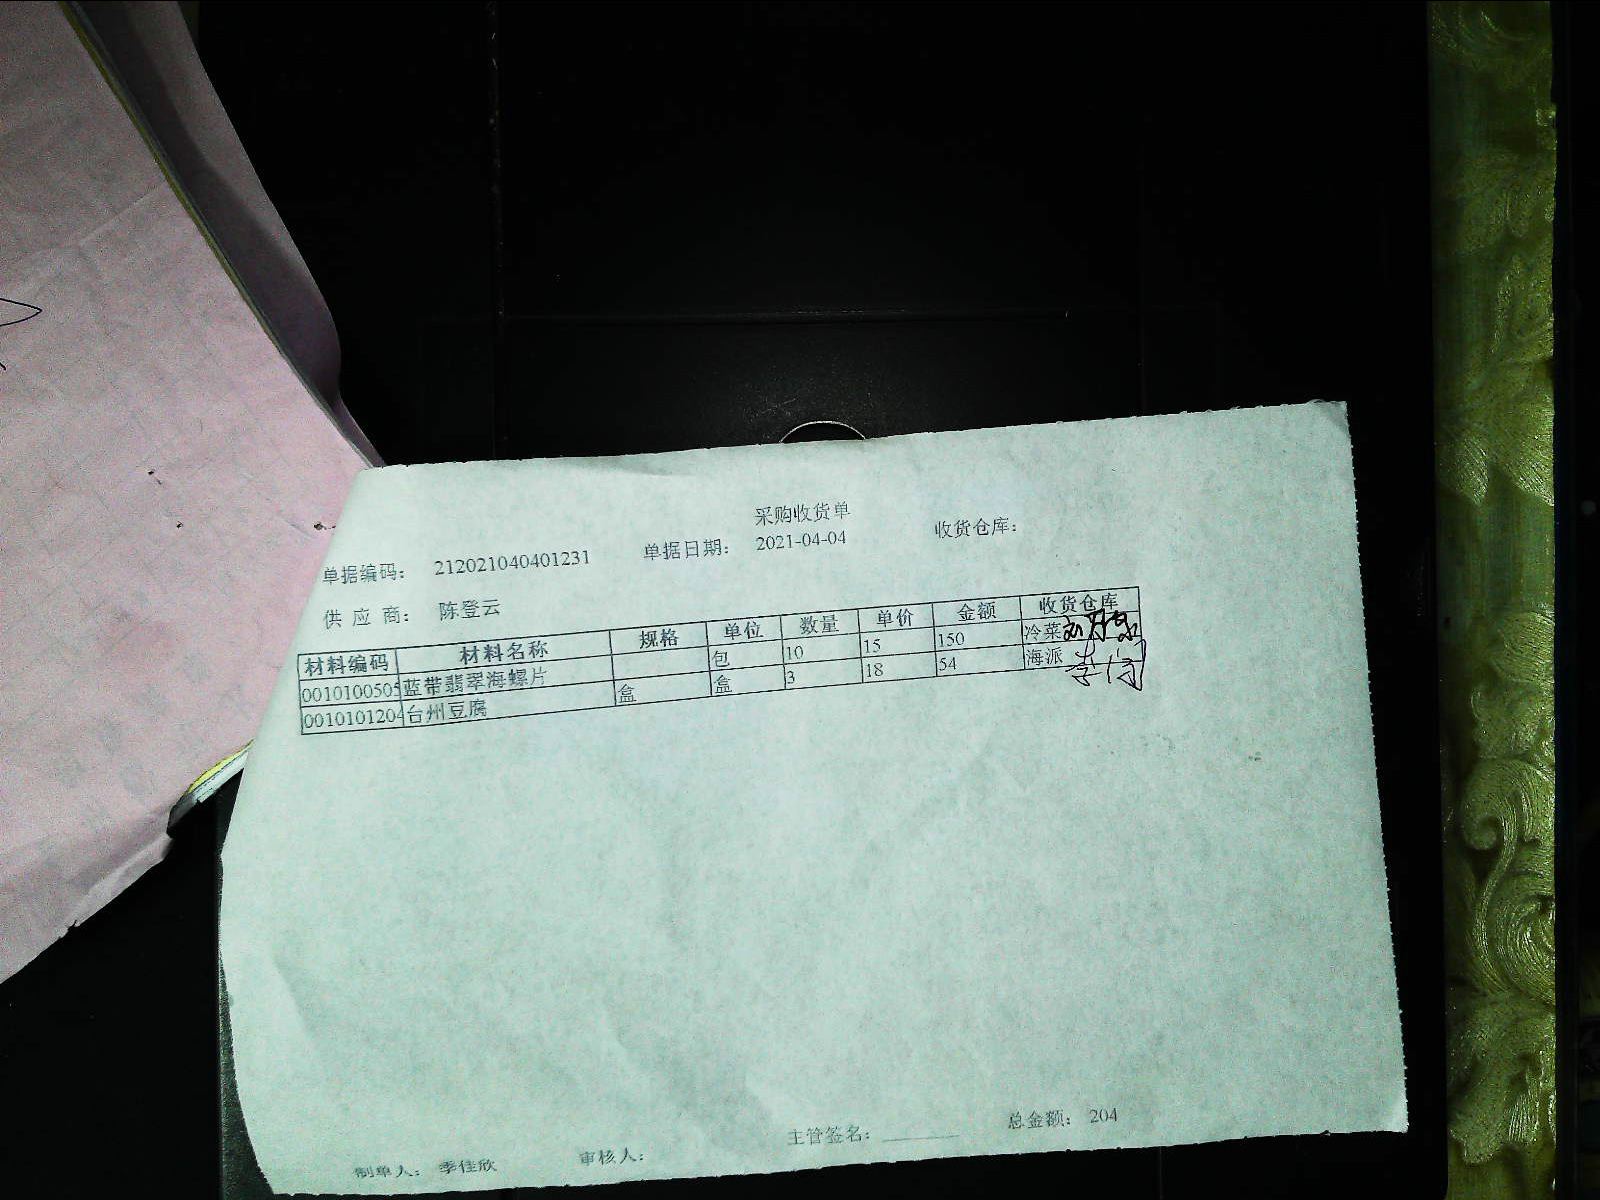 采购收货单
单据编码： 212021040401231 单据日期： 2021-04-04 收货仓库：
供 应 商： 陈登云
材料编码 材料名称 规格 单位 数量 单价 金额 收货仓库
0010100505 蓝带翡翠海螺片 包 10 15 150 冷菜
0010101204 台州豆腐 盒 盒 3 18 54 海派
主管签名： 总金额： 204
制单人： 季佳欣 审核人：